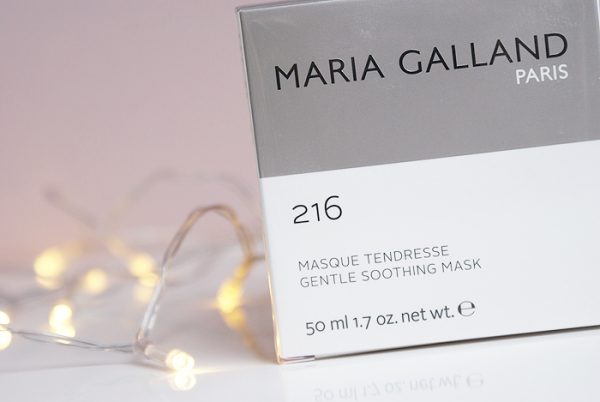 MARIA GALLAND
PARIS
216
MASQUE TENDRESSE
GENTLE SOOTHING MASK
50 ml 1.7 oz. net wt. ℮